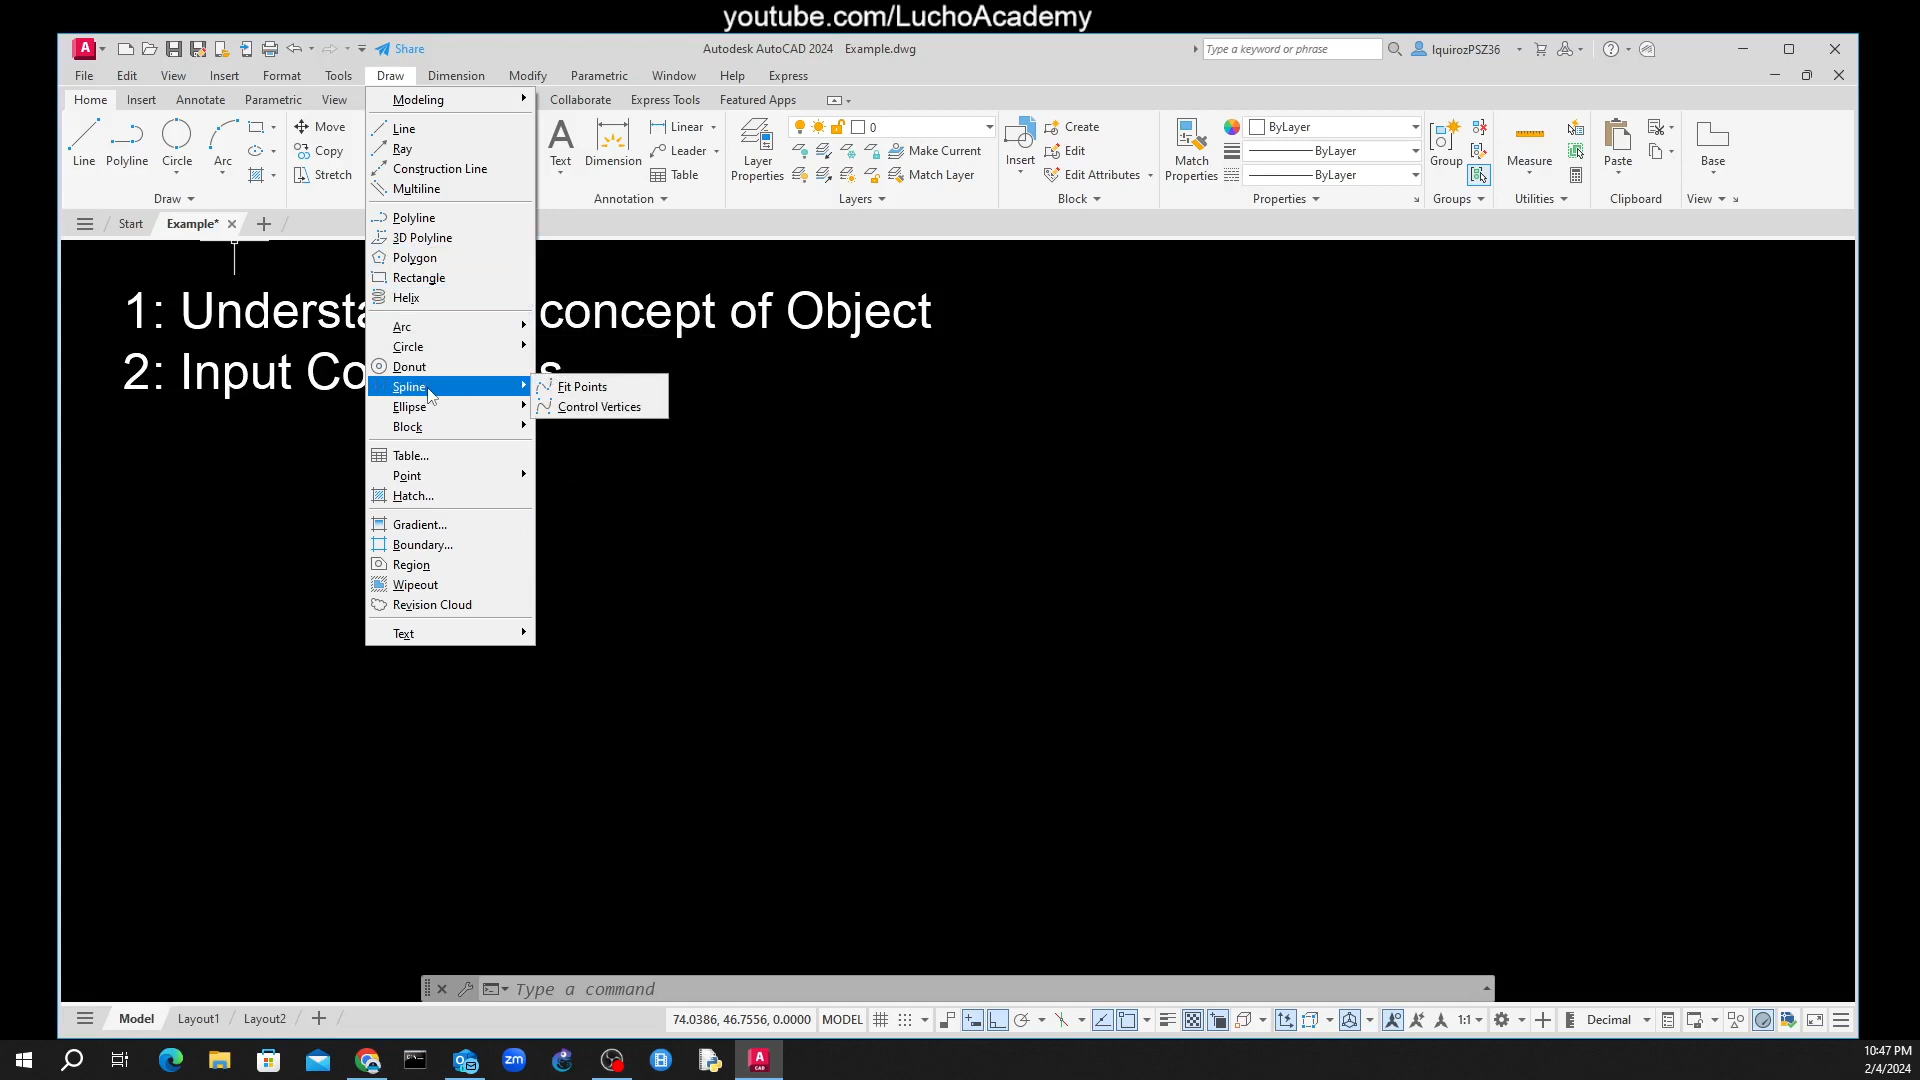 youtube.com/LuchoAcademy
A Share Autodesk AutoCAD 2024 Example.dwg Type a keyword or phrase lquirozPSZ36
File Edit View Insert Format Tools Draw Dimension Modify Parametric Window Help Express
Home Insert Annotate Parametric View Collaborate Express Tools Featured Apps
Line Polyline Circle Arc
Move
Copy
Stretch
Draw
Text Dimension
Linear
Leader
Table
Annotation
Layer
Properties
0
Make Current
Match Layer
Layers
Insert
Create
Edit
Edit Attributes
Block
Match
Properties
ByLayer
ByLayer
ByLayer
Properties
Group
Groups
Measure
Utilities
Paste
Clipboard
Base
View
Start Example*
Modeling
Line
Ray
Construction Line
Multiline
Polyline
3D Polyline
Polygon
Rectangle
Helix
Arc
Circle
Donut
Spline
Ellipse
Block
Table...
Point
Hatch...
Gradient...
Boundary...
Region
Wipeout
Revision Cloud
Text
Fit Points
Control Vertices
1: Understa concept of Object
2: Input Co s
Type a command
Model Layout1 Layout2 74.0386, 46.7556, 0.0000 MODEL 1:1 Decimal
zm
A
CAD
10:47 PM
2/4/2024